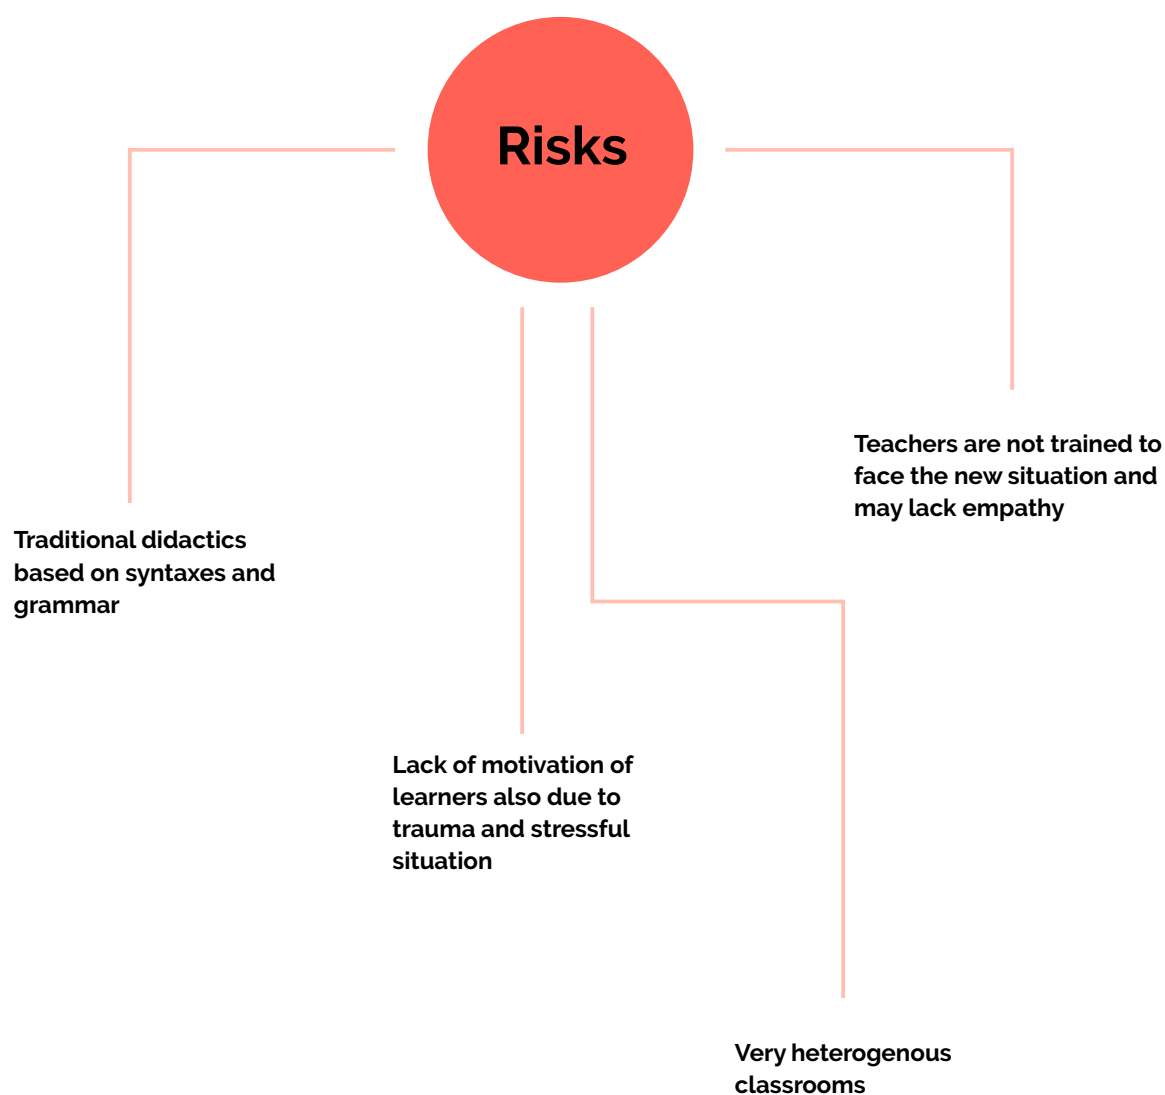 Risks
Teachers are not trained to
face the new situation and
may lack empathy
Traditional didactics
based on syntaxes and
grammar
Lack of motivation of
learners also due to
trauma and stressful
situation
Very heterogenous
classrooms